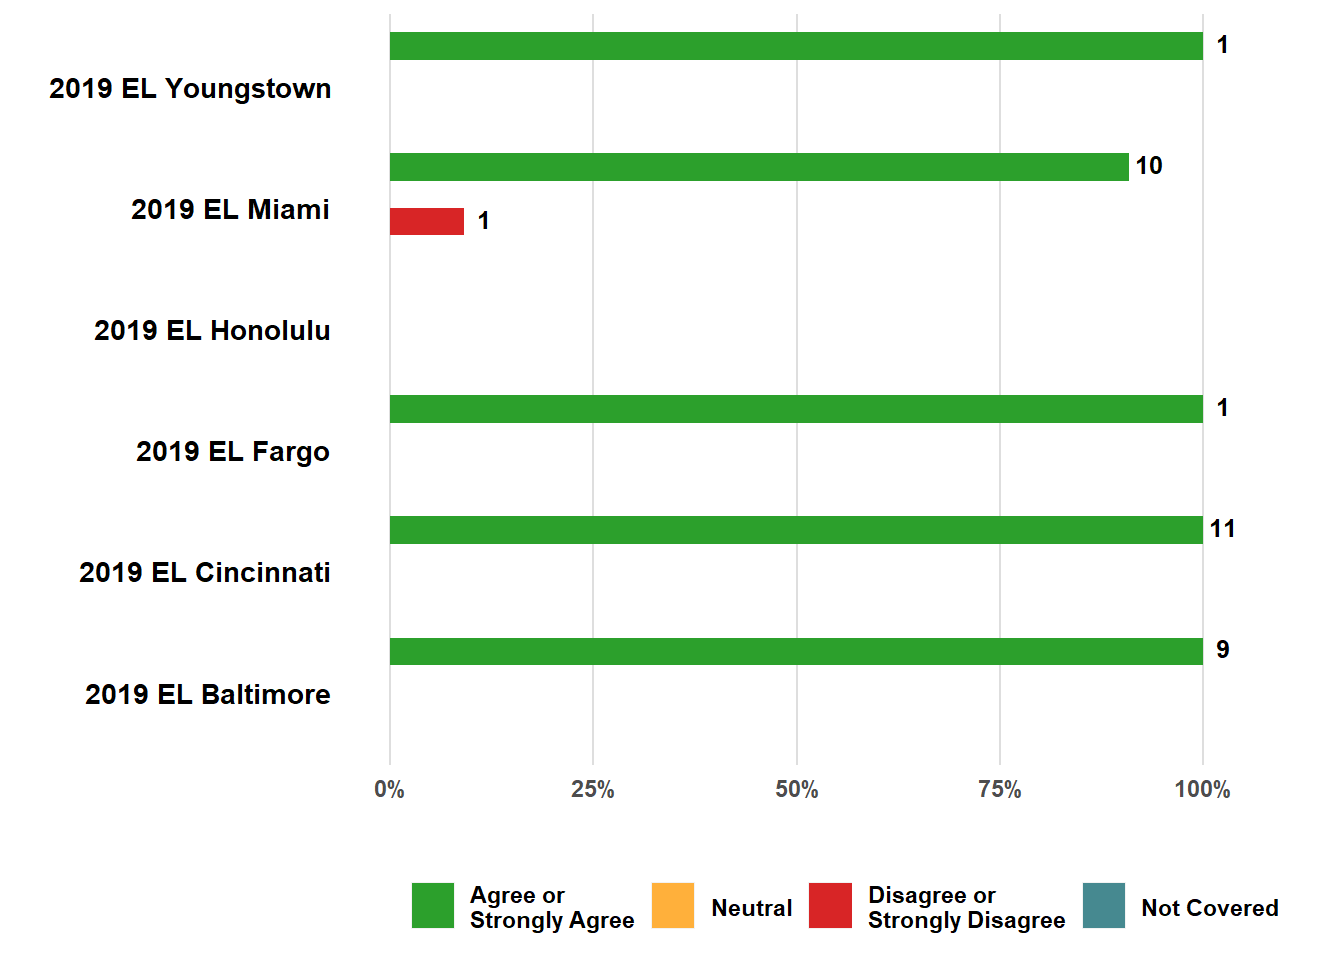 1
2019 EL Youngstown
10
2019 EL Miami
1
2019 EL Honolulu
1
2019 EL Fargo
11
2019 EL Cincinnati
9
2019 EL Baltimore
0% 25% 50% 75% 100%
Agree or
Strongly Agree
Neutral
Disagree or
Strongly Disagree
Not Covered